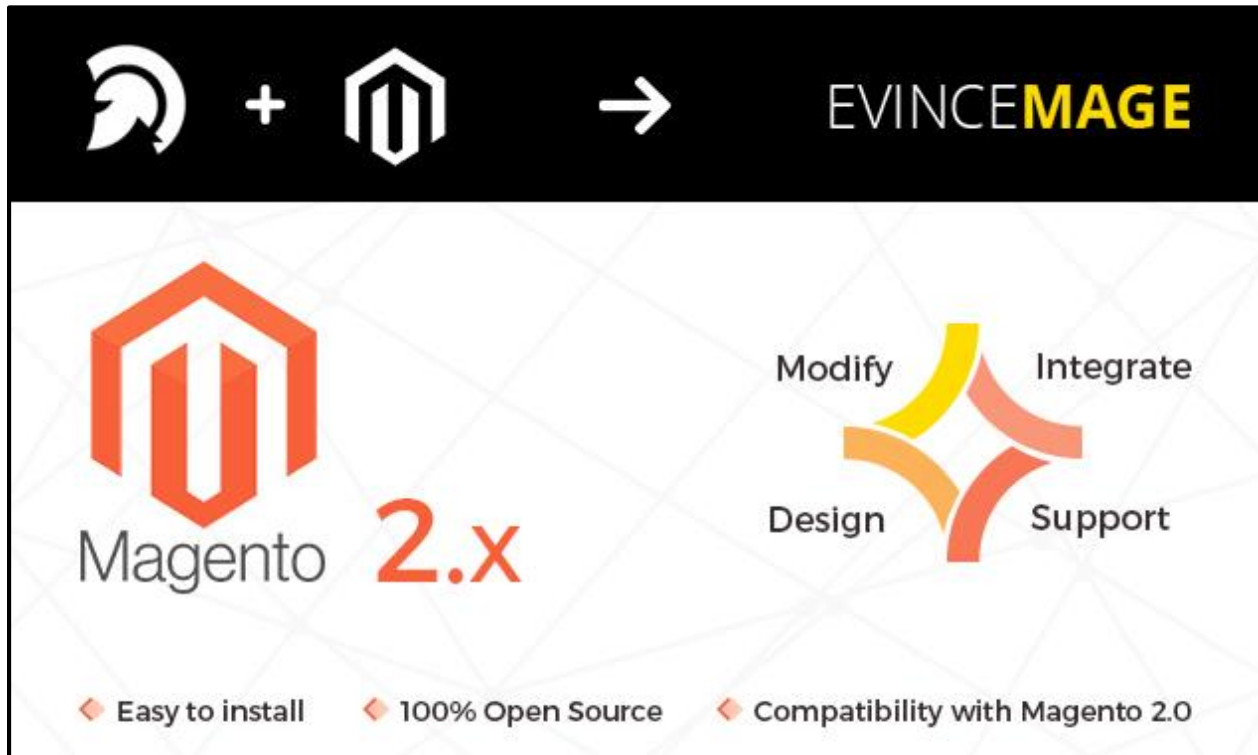 EVINCEMAGE
Modify
Integrate
Magento 2.x
Design
Support
Easy to install
100% Open Source
Compatibility with Magento 2.0